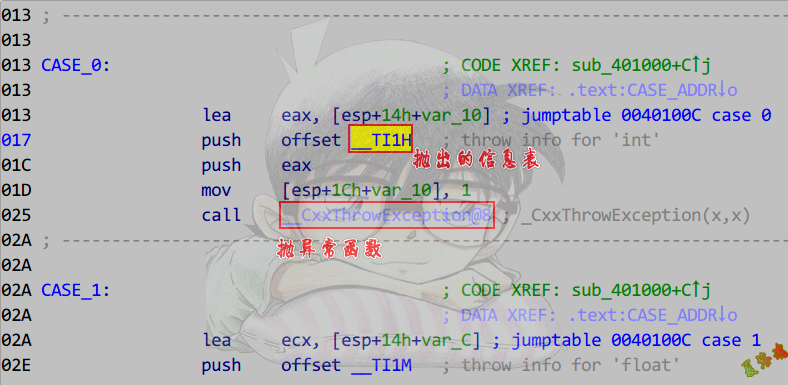 013 ; ---------------------------------------------------------------------------
013
013 CASE_0: ; CODE XREF: sub_401000+C↑j
013 ; DATA XREF: .text:CASE_ADDR↓o
013 lea eax, [esp+14h+var_10] ; jumptable 0040100C case 0
017 push offset __TI1H ; throw info for 'int'
抛出的信息表
01C push eax
01D mov [esp+1Ch+var_10], 1
025 call __CxxThrowException@8 ; _CxxThrowException(x,x)
抛异常函数
02A ; ---------------------------------------------------------------------------
02A
02A CASE_1: ; CODE XREF: sub_401000+C↑j
02A ; DATA XREF: .text:CASE_ADDR↓o
02A lea ecx, [esp+14h+var_C] ; jumptable 0040100C case 1
02E push offset __TI1M ; throw info for 'float'